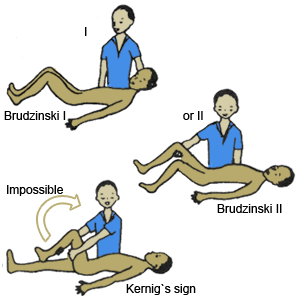 I
Brudzinski I
or II
Brudzinski II
Impossible
Kernig`s sign